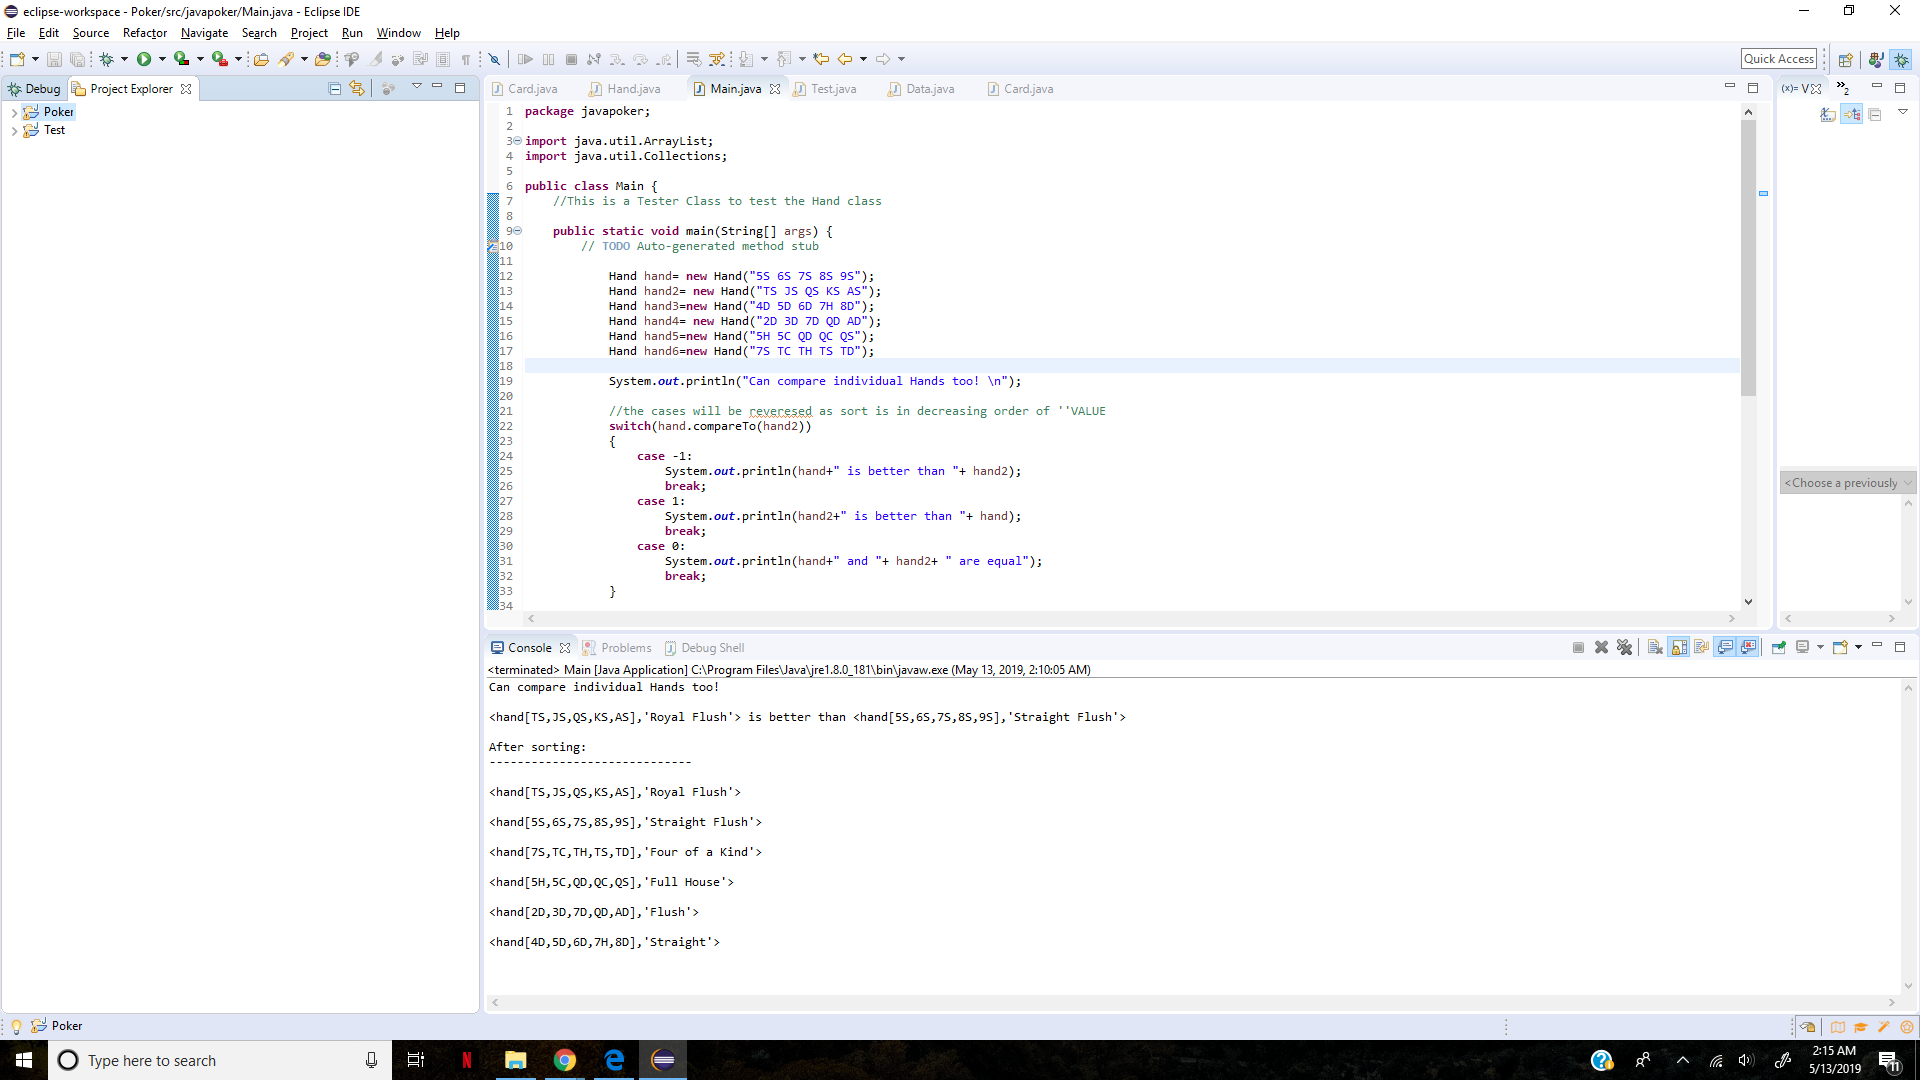 eclipse-workspace - Poker/src/javapoker/Main.java - Eclipse IDE
File Edit Source Refactor Navigate Search Project Run Window Help
Quick Access
Debug Project Explorer
Card.java Hand.java Main.java Test.java Data.java Card.java
(x)= V
»2
Poker
Test
1 package javapoker;
2
3 import java.util.ArrayList;
4 import java.util.Collections;
5
6 public class Main {
7 //This is a Tester Class to test the Hand class
8
9 public static void main(String[] args) {
10 // TODO Auto-generated method stub
11
12 Hand hand= new Hand("5S 6S 7S 8S 9S");
13 Hand hand2= new Hand("TS JS QS KS AS");
14 Hand hand3=new Hand("4D 5D 6D 7H 8D");
15 Hand hand4= new Hand("2D 3D 7D QD AD");
16 Hand hand5=new Hand("5H 5C QD QC QS");
17 Hand hand6=new Hand("7S TC TH TS TD");
18
19 System.out.println("Can compare individual Hands too! \n");
20
21 //the cases will be reveresed as sort is in decreasing order of ''VALUE
22 switch(hand.compareTo(hand2))
23 {
24 case -1:
25 System.out.println(hand+" is better than "+ hand2);
26 break;
27 case 1:
28 System.out.println(hand2+" is better than "+ hand);
29 break;
30 case 0:
31 System.out.println(hand+" and "+ hand2+ " are equal");
32 break;
33 }
34
<Choose a previously
Console Problems Debug Shell
<terminated> Main [Java Application] C:\Program Files\Java\jre1.8.0_181\bin\javaw.exe (May 13, 2019, 2:10:05 AM)
Can compare individual Hands too!
<hand[TS,JS,QS,KS,AS],'Royal Flush'> is better than <hand[5S,6S,7S,8S,9S],'Straight Flush'>
After sorting:
-----------------------------
<hand[TS,JS,QS,KS,AS],'Royal Flush'>
<hand[5S,6S,7S,8S,9S],'Straight Flush'>
<hand[7S,TC,TH,TS,TD],'Four of a Kind'>
<hand[5H,5C,QD,QC,QS],'Full House'>
<hand[2D,3D,7D,QD,AD],'Flush'>
<hand[4D,5D,6D,7H,8D],'Straight'>
Poker
Type here to search
2:15 AM
5/13/2019
11